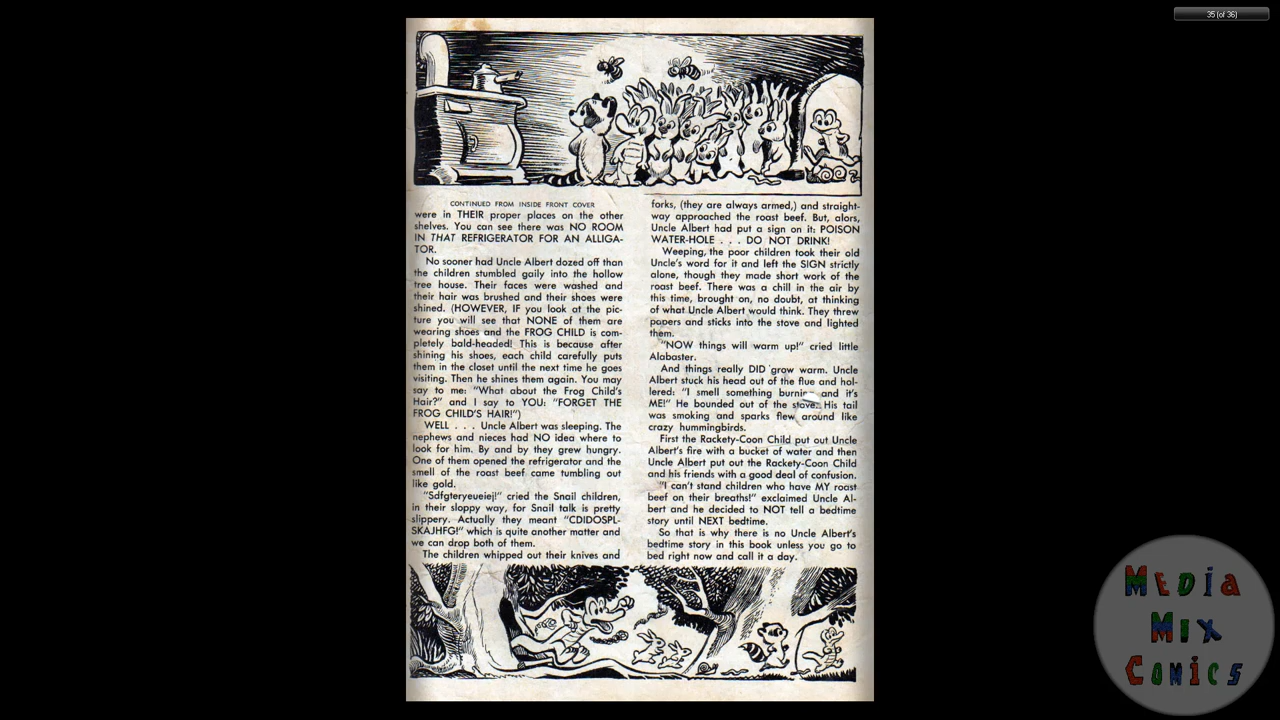 35 (of 36)
CONTINUED FROM INSIDE FRONT COVER
were in THEIR proper places on the other
shelves. You can see there was NO ROOM
IN THAT REFRIGERATOR FOR AN ALLIGA-
TOR.
No sooner had Uncle Albert dozed off than
the children stumbled gaily into the hollow
tree house. Their faces were washed and
their hair was brushed and their shoes were
shined. (HOWEVER, IF you look at the pic-
ture you will see that NONE of them are
wearing shoes and the FROG CHILD is com-
pletely bald-headed! This is because after
shining his shoes, each child carefully puts
them in the closet until the next time he goes
visiting. Then he shines them again. You may
say to me: "What about the Frog Child's
Hair?" and I say to YOU: "FORGET THE
FROG CHILD'S HAIR!")
WELL . . . Uncle Albert was sleeping. The
nephews and nieces had NO idea where to
look for him. By and by they grew hungry.
One of them opened the refrigerator and the
smell of the roast beef came tumbling out
like gold.
"Sdfgteryeueiej!" cried the Snail children,
in their sloppy way, for Snail talk is pretty
slippery. Actually they meant "CDIDOSPL-
SKAJHFG!" which is quite another matter and
we can drop both of them.
The children whipped out their knives and
forks, (they are always armed,) and straight-
way approached the roast beef. But, alors,
Uncle Albert had put a sign on it: POISON
WATER-HOLE . . . DO NOT DRINK!
Weeping, the poor children took their old
Uncle's word for it and left the SIGN strictly
alone, though they made short work of the
roast beef. There was a chill in the air by
this time, brought on, no doubt, at thinking
of what Uncle Albert would think. They threw
papers and sticks into the stove and lighted
them.
"NOW things will warm up!" cried little
Alabaster.
And things really DID grow warm. Uncle
Albert stuck his head out of the flue and hol-
lered: "I smell something burning and it's
ME!" He bounded out of the stove. His tail
was smoking and sparks flew around like
crazy hummingbirds.
First the Rackety-Coon Child put out Uncle
Albert's fire with a bucket of water and then
Uncle Albert put out the Rackety-Coon Child
and his friends with a good deal of confusion.
"I can't stand children who have MY roast
beef on their breaths!" exclaimed Uncle Al-
bert and he decided to NOT tell a bedtime
story until NEXT bedtime.
So that is why there is no Uncle Albert's
bedtime story in this book unless you go to
bed right now and call it a day.
MEDIA
MIX
COMICS